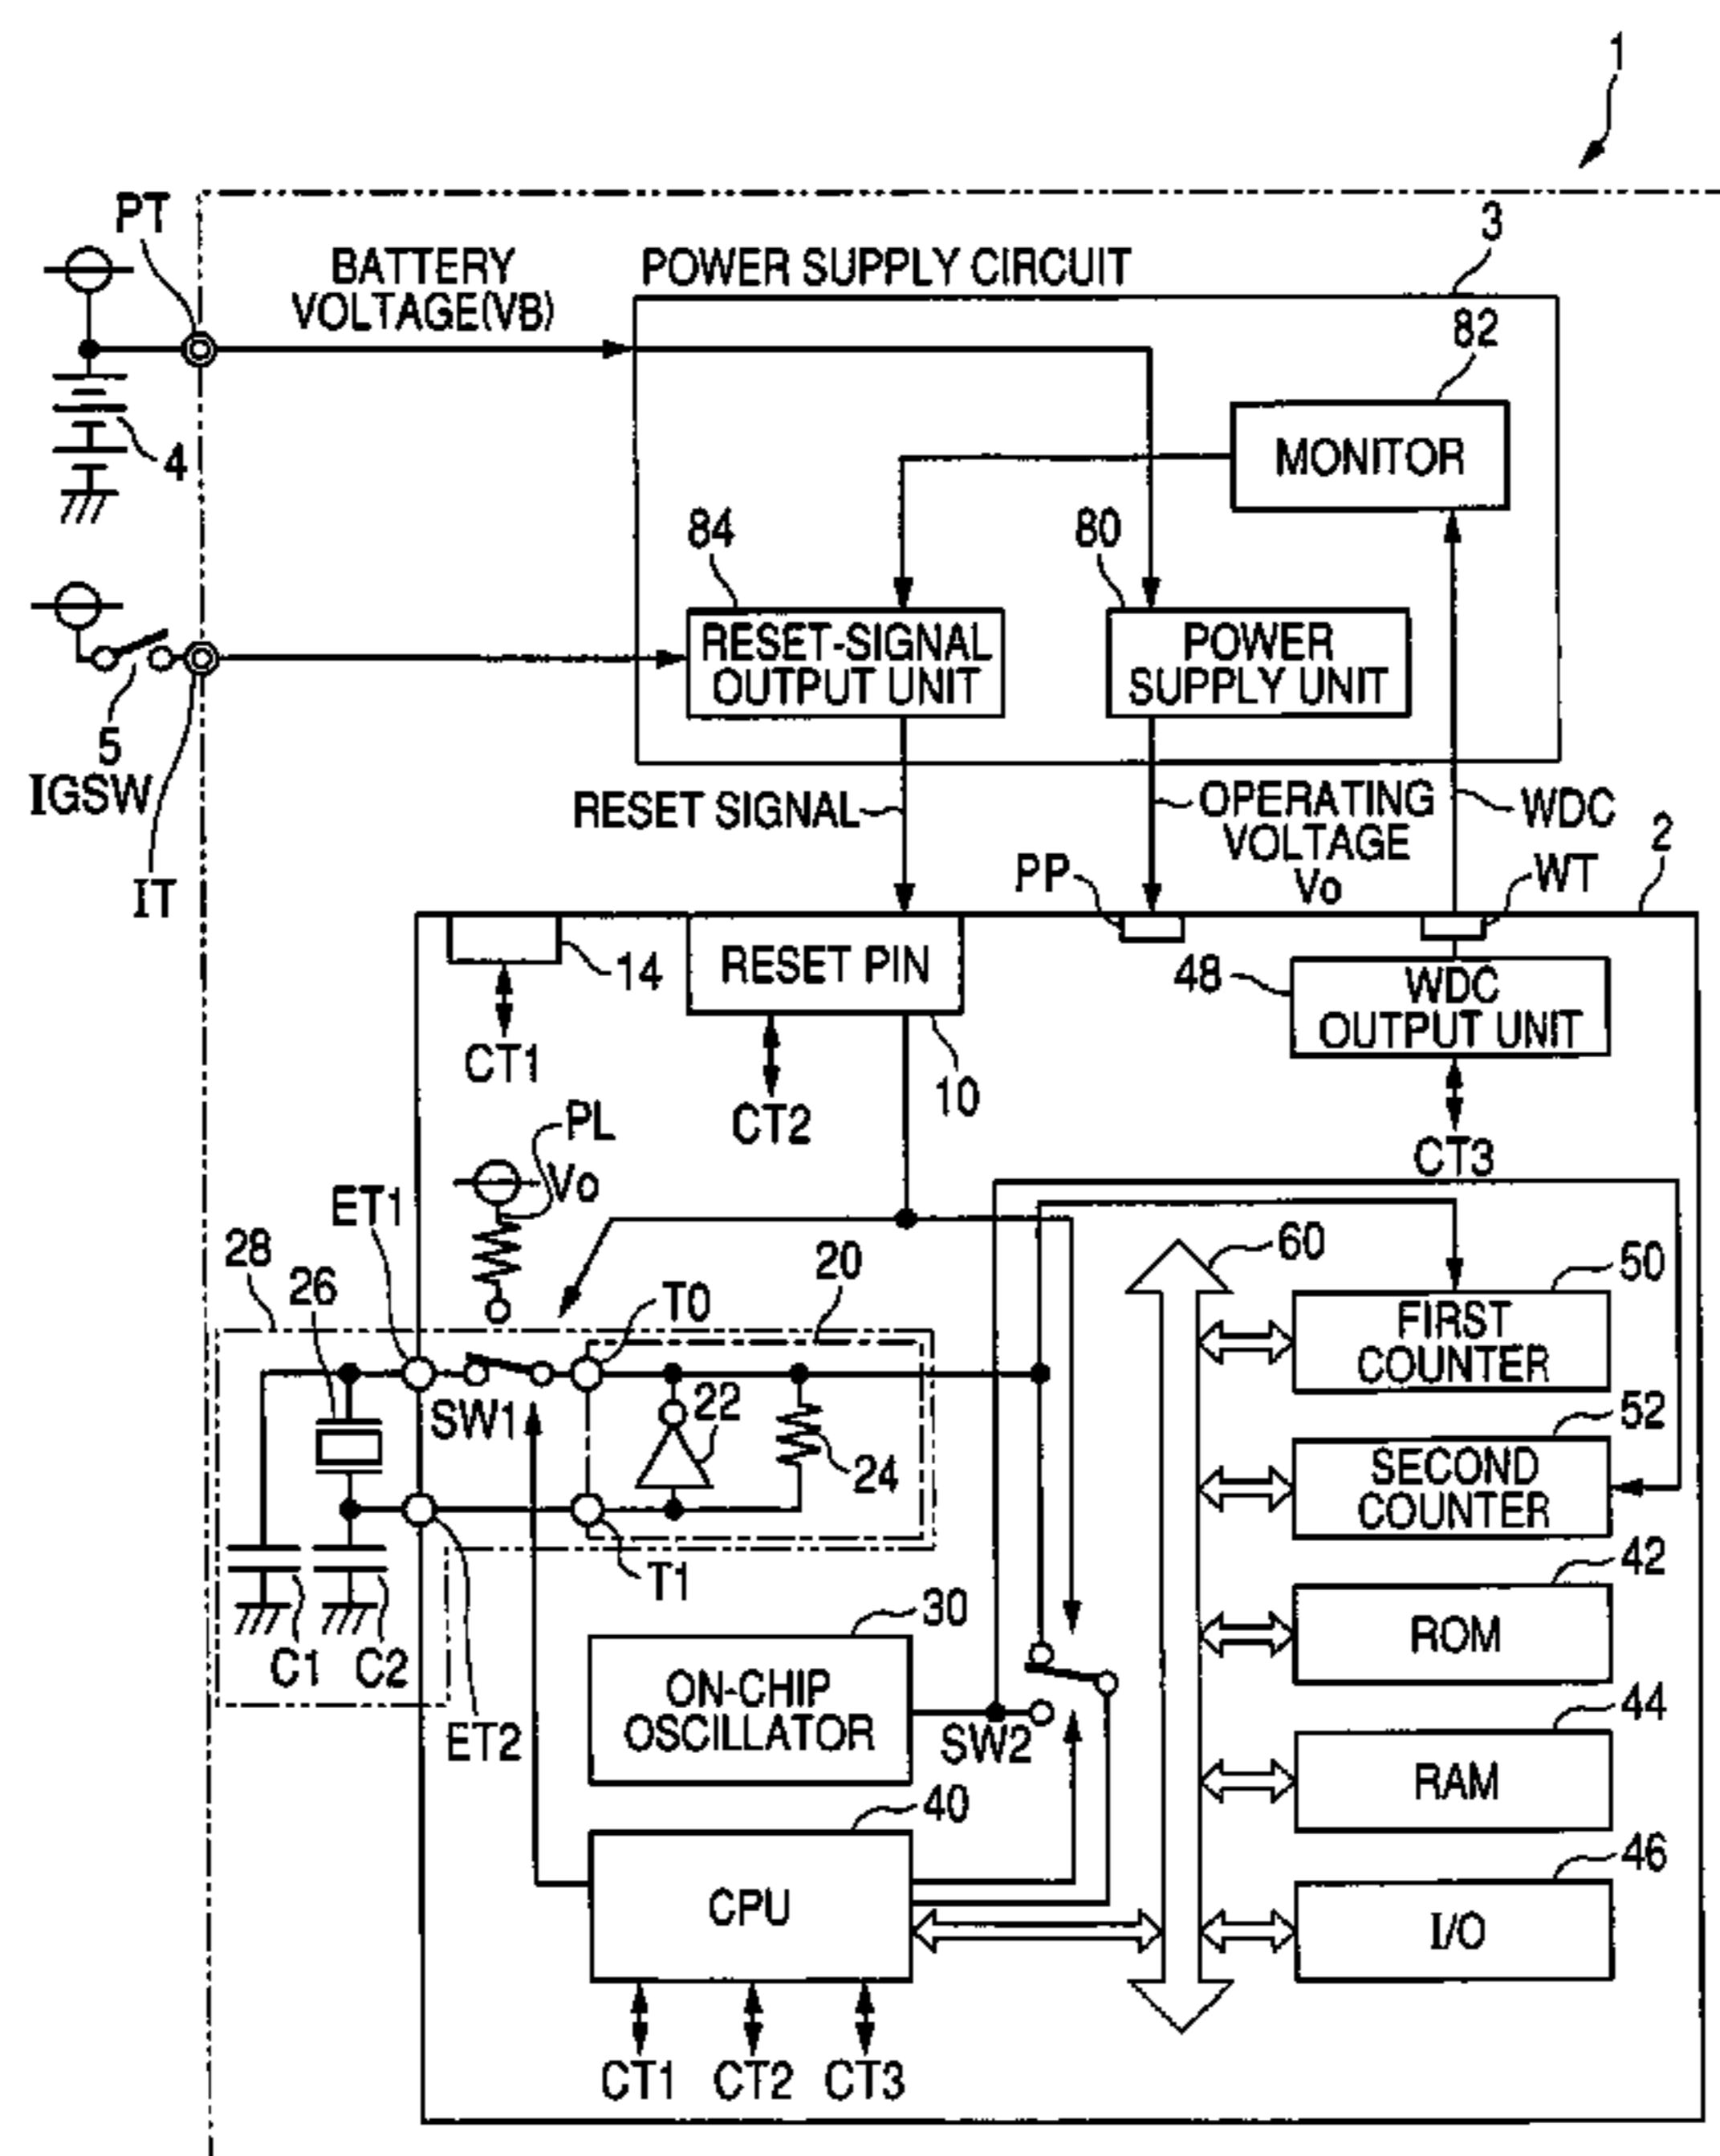 1
PT
BATTERY
VOLTAGE(VB)
POWER SUPPLY CIRCUIT
3
82
MONITOR
4
84
80
RESET-SIGNAL
OUTPUT UNIT
POWER
SUPPLY UNIT
5
IGSW
IT
RESET SIGNAL
OPERATING
VOLTAGE
Vo
WDC
2
PP
WT
14
RESET PIN
48
WDC
OUTPUT UNIT
CT1
10
CT2
CT3
PL
Vo
ET1
28
26
20
T0
60
50
FIRST
COUNTER
SW1
22
24
52
SECOND
COUNTER
T1
42
C1
C2
30
ROM
ON-CHIP
OSCILLATOR
ET2
SW2
44
RAM
40
CPU
46
I/O
CT1
CT2
CT3